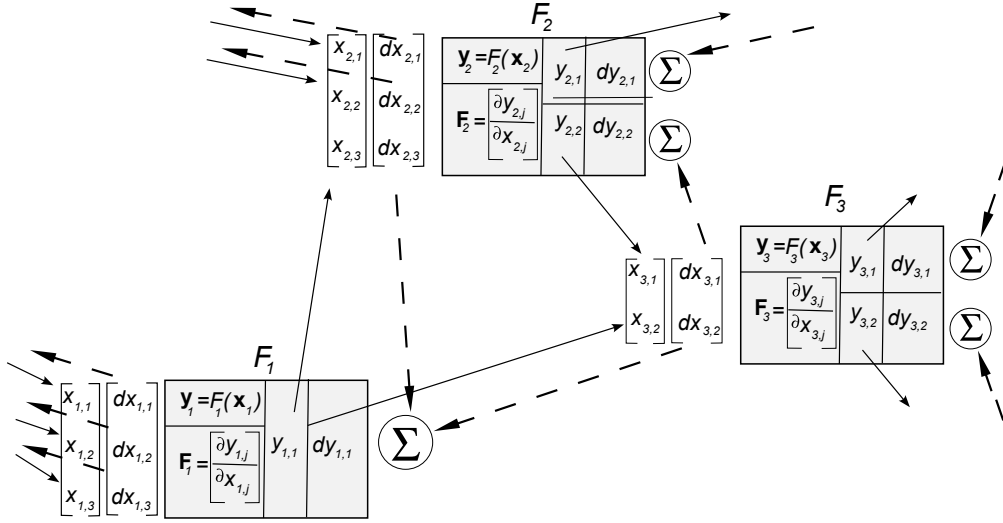 F₂
x₂,₁ dx₂,₁
x₂,₂ dx₂,₂
x₂,₃ dx₂,₃
y₂=F₂(x₂) y₂,₁ dy₂,₁ Σ
F₂= [∂y₂,j / ∂x₂,j] y₂,₂ dy₂,₂ Σ
F₃
x₃,₁ dx₃,₁
x₃,₂ dx₃,₂
y₃=F₃(x₃) y₃,₁ dy₃,₁ Σ
F₃= [∂y₃,j / ∂x₃,j] y₃,₂ dy₃,₂ Σ
F₁
x₁,₁ dx₁,₁
x₁,₂ dx₁,₂
x₁,₃ dx₁,₃
y₁=F₁(x₁)
F₁= [∂y₁,j / ∂x₁,j] y₁,₁ dy₁,₁ Σ